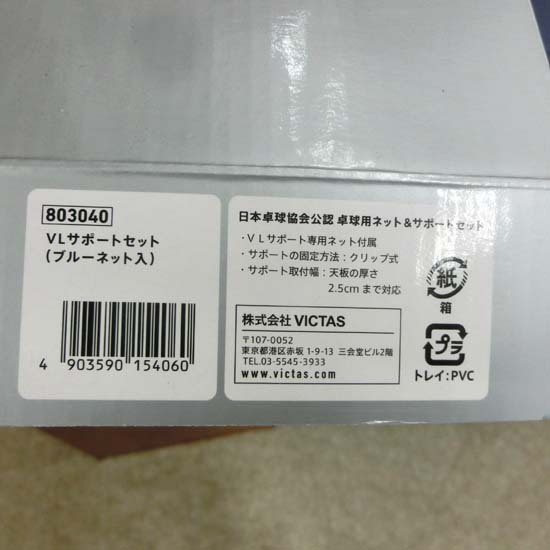 803040
VLサポートセット
(ブルーネット入)
4 903590 154060
日本卓球協会公認 卓球用ネット&サポートセット
・VLサポート専用ネット付属
・サポートの固定方法：クリップ式
・サポート取付幅：天板の厚さ
2.5cmまで対応
株式会社 VICTAS
〒107-0052
東京都港区赤坂1-9-13 三会堂ビル2階
TEL.03-5545-3933
www.victas.com
紙
箱
プラ
トレイ：PVC